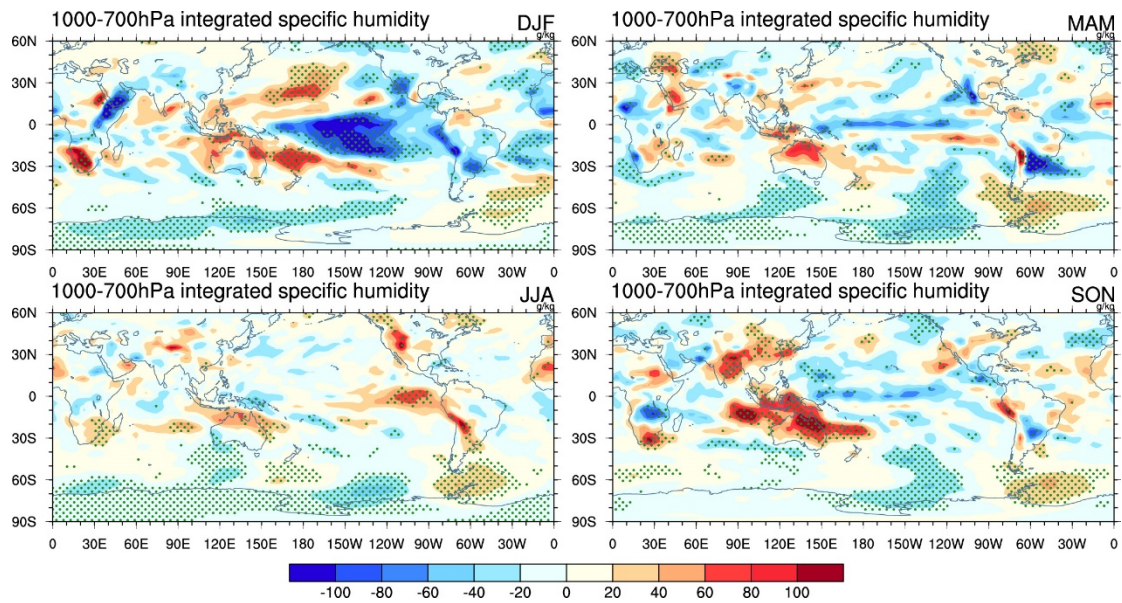 1000-700hPa integrated specific humidity DJF
g/kg
60N
30N
0
30S
60S
90S
0 30E 60E 90E 120E 150E 180 150W 120W 90W 60W 30W 0
1000-700hPa integrated specific humidity MAM
g/kg
60N
30N
0
30S
60S
90S
0 30E 60E 90E 120E 150E 180 150W 120W 90W 60W 30W 0
1000-700hPa integrated specific humidity JJA
g/kg
60N
30N
0
30S
60S
90S
0 30E 60E 90E 120E 150E 180 150W 120W 90W 60W 30W 0
1000-700hPa integrated specific humidity SON
g/kg
60N
30N
0
30S
60S
90S
0 30E 60E 90E 120E 150E 180 150W 120W 90W 60W 30W 0
-100 -80 -60 -40 -20 0 20 40 60 80 100